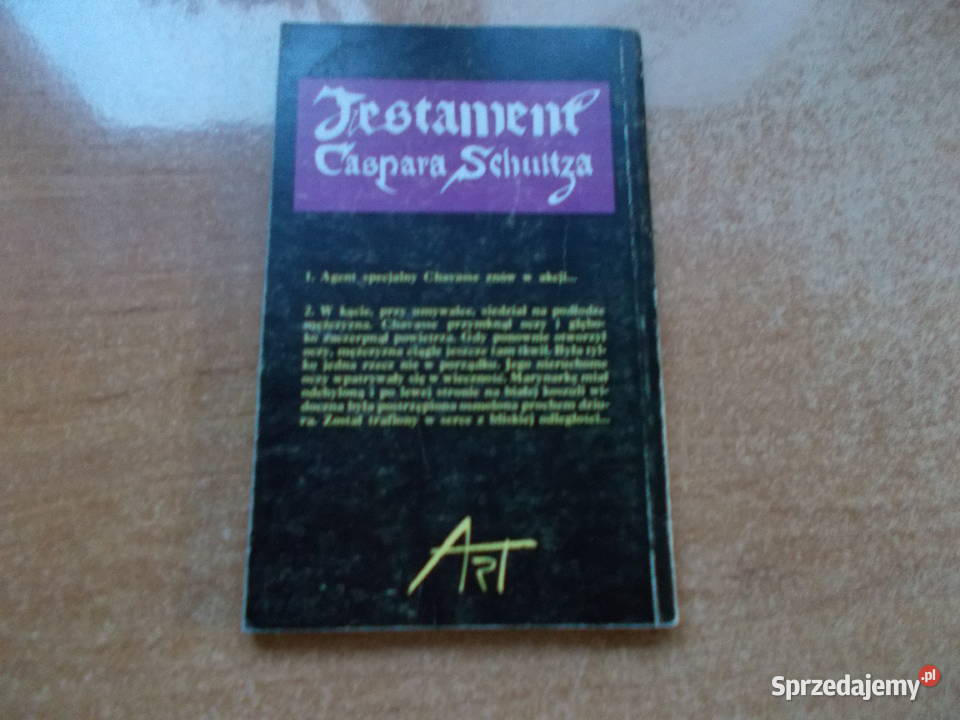 Testament
Caspara Schultza
1. Agent specjalny Chavasse znów w akcji...
2. W kącie, przy umywalce, siedział na podłodze
mężczyzna. Chavasse przymknął oczy i głębo-
ko zaczerpnął powietrza. Gdy ponownie otworzył
oczy, mężczyzna ciągle jeszcze tam tkwił. Była tyl-
ko jedna rzecz nie w porządku. Jego nieruchome
oczy wpatrywały się w wieczność. Marynarkę miał
odchyloną i po lewej stronie na białej koszuli wi-
doczna była postrzępiona osmolona prochem dziu-
ra. Został trafiony w serce z bliskiej odległości...
ART
Sprzedajemy.pl